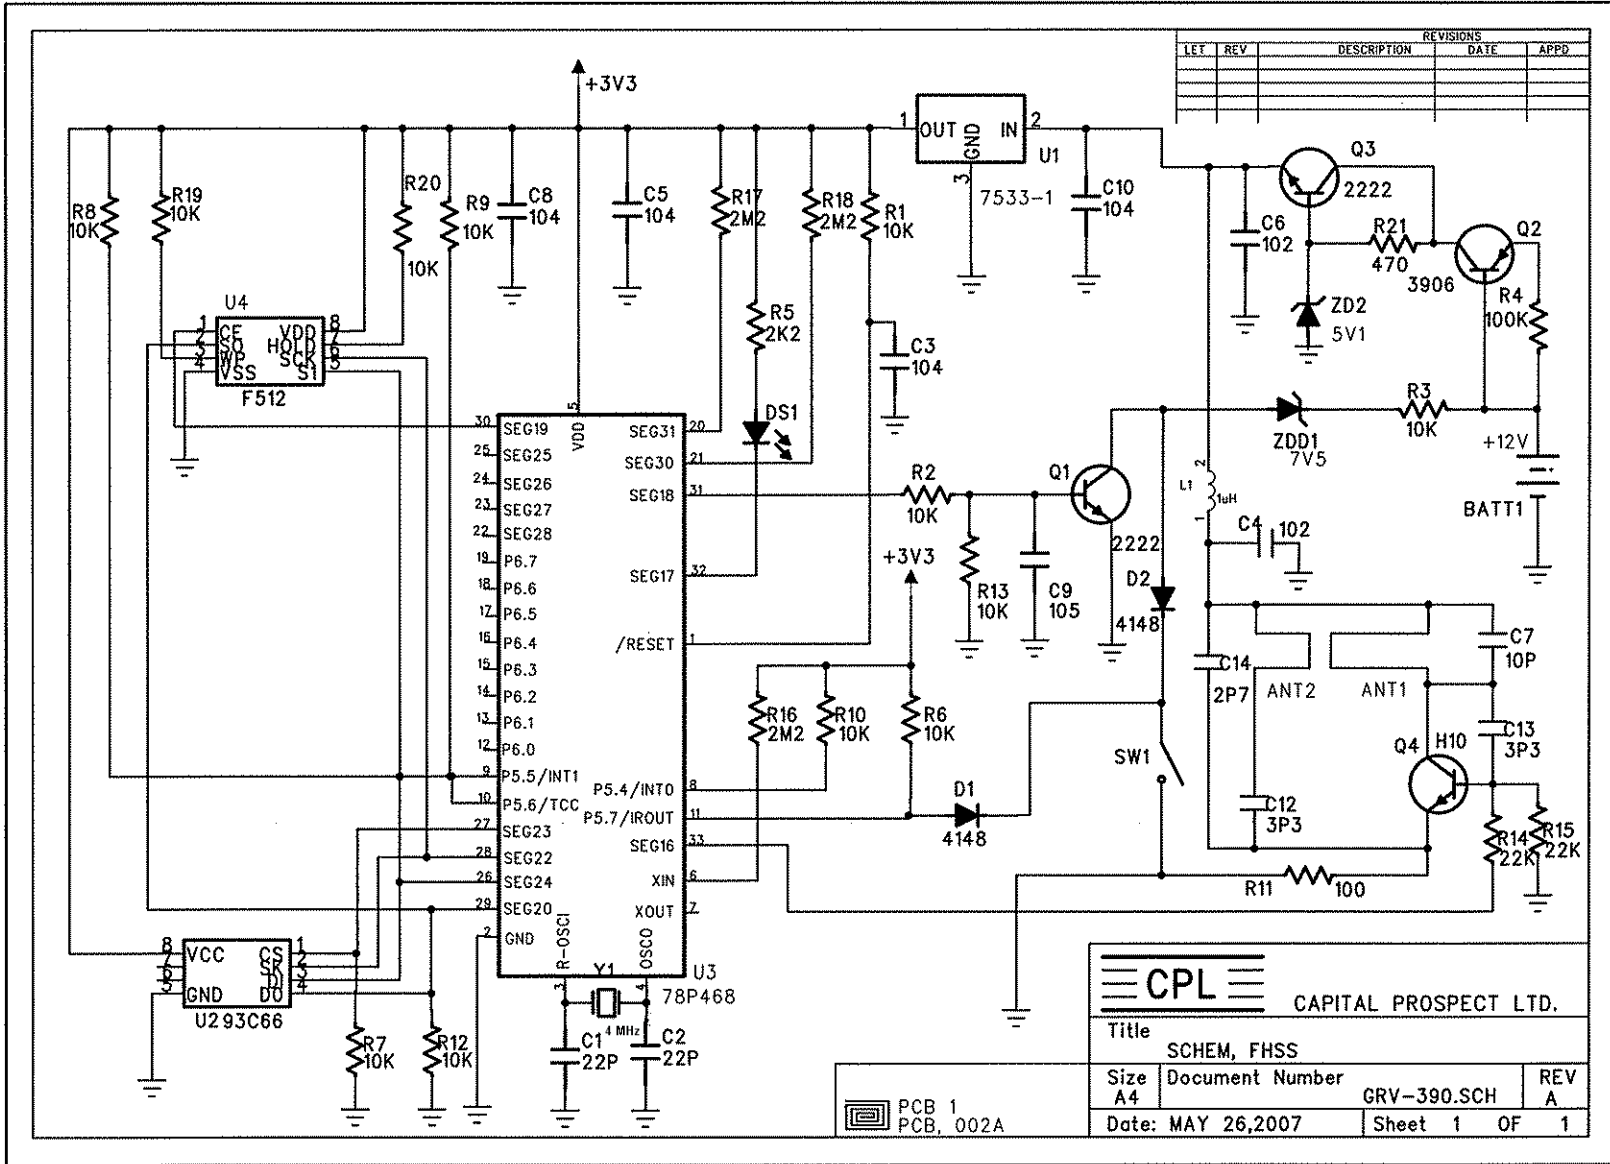 REVISIONS
LET REV DESCRIPTION DATE APPD
+3V3
1 OUT IN 2
GND
3
U1
7533-1
C10
104
Q3
2222
C6
102
R21
470
Q2
3906
ZD2
5V1
R4
100K
R8
10K
R19
10K
R20
10K
R9
10K
C8
104
C5
104
R17
2M2
R18
2M2
R1
10K
R5
2K2
C3
104
DS1
U4
1 CE VDD 8
2 SO HOLD 7
3 WP SCK 6
4 VSS SI 5
F512
5
VDD
30 SEG19
25 SEG25
24 SEG26
23 SEG27
22 SEG28
19 P6.7
18 P6.6
17 P6.5
16 P6.4
15 P6.3
14 P6.2
13 P6.1
12 P6.0
9 P5.5/INT1
10 P5.6/TCC
27 SEG23
28 SEG22
26 SEG24
29 SEG20
2 GND
SEG31 20
SEG30 21
SEG18 31
SEG17 32
/RESET 1
P5.4/INT0 8
P5.7/IROUT 11
SEG16 33
XIN 6
XOUT 7
R-OSCI
3
OSCO
4
U3
78P468
Y1
4 MHz
C1
22P
C2
22P
8 VCC CS 1
7 SK 2
6 DI 3
5 GND DO 4
U2 93C66
R7
10K
R12
10K
R2
10K
Q1
2222
R13
10K
C9
105
+3V3
R16
2M2
R10
10K
R6
10K
D1
4148
D2
4148
SW1
ZDD1
7V5
R3
10K
+12V
BATT1
2
L1
1uH
1
C4 102
C14
2P7
ANT2
ANT1
C7
10P
C13
3P3
Q4 H10
C12
3P3
R11 100
R14
22K
R15
22K
CPL
CAPITAL PROSPECT LTD.
Title
SCHEM, FHSS
Size
A4
Document Number
GRV-390.SCH
REV
A
Date: MAY 26,2007
Sheet 1 OF 1
PCB 1
PCB, 002A